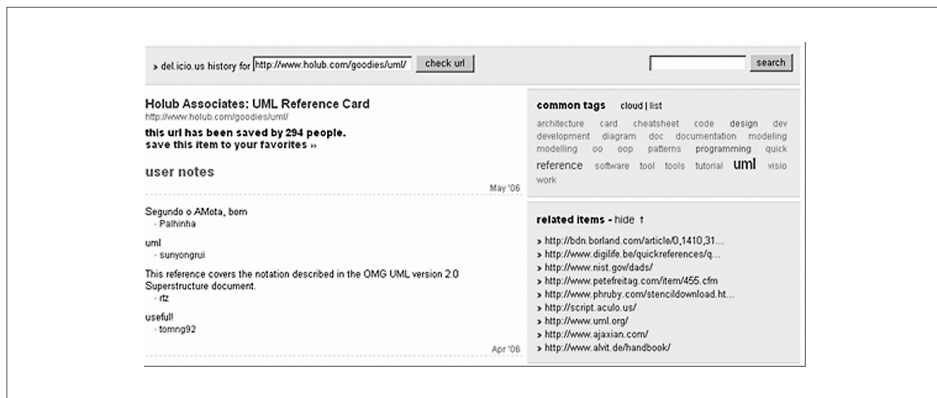 » del.icio.us history for http://www.holub.com/goodies/uml/ check url search
Holub Associates: UML Reference Card
http://www.holub.com/goodies/uml/
this url has been saved by 294 people.
save this item to your favorites »
user notes
May '06
Segundo o AMota, born
- Palhinha
uml
- sunyongrui
This reference covers the notation described in the OMG UML version 2.0
Superstructure document.
- rtz
useful!
- tomng92
Apr '06
common tags cloud | list
architecture card cheatsheet code design dev
development diagram doc documentation modeling
modelling oo oop patterns programming quick
reference software tool tools tutorial uml visio
work
related items - hide ↑
» http://bdn.borland.com/article/0,1410,31...
» http://www.digilife.be/quickreferences/q...
» http://www.nist.gov/dads/
» http://www.petefreitag.com/item/455.cfm
» http://www.phruby.com/stencildownload.ht...
» http://script.aculo.us/
» http://www.uml.org/
» http://www.ajaxian.com/
» http://www.alvit.de/handbook/